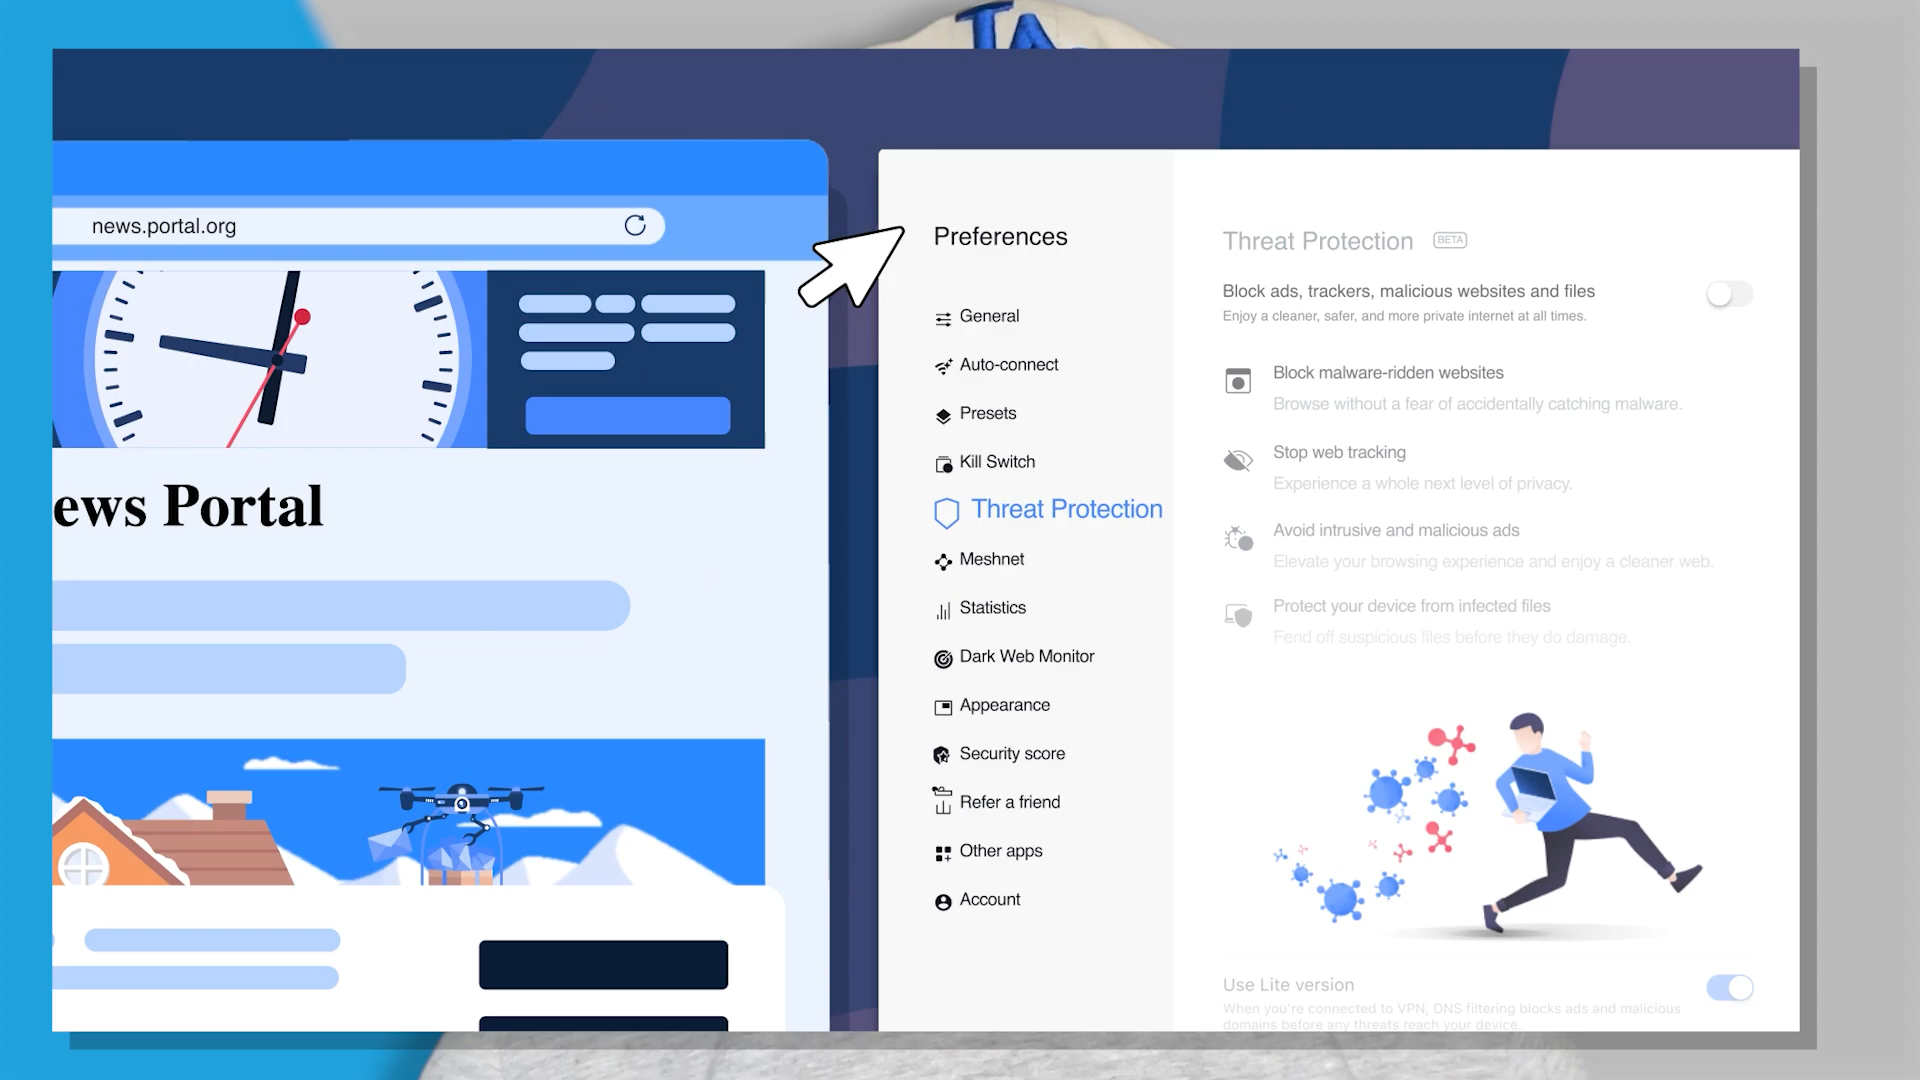 TA
news.portal.org
ews Portal
Preferences
General
Auto-connect
Presets
Kill Switch
Threat Protection
Meshnet
Statistics
Dark Web Monitor
Appearance
Security score
Refer a friend
Other apps
Account
Threat Protection BETA
Block ads, trackers, malicious websites and files
Enjoy a cleaner, safer, and more private internet at all times.
Block malware-ridden websites
Browse without a fear of accidentally catching malware.
Stop web tracking
Experience a whole next level of privacy.
Avoid intrusive and malicious ads
Elevate your browsing experience and enjoy a cleaner web.
Protect your device from infected files
Fend off suspicious files before they do damage.
Use Lite version
When you're connected to VPN, DNS filtering blocks ads and malicious
domains before any threats reach your device.